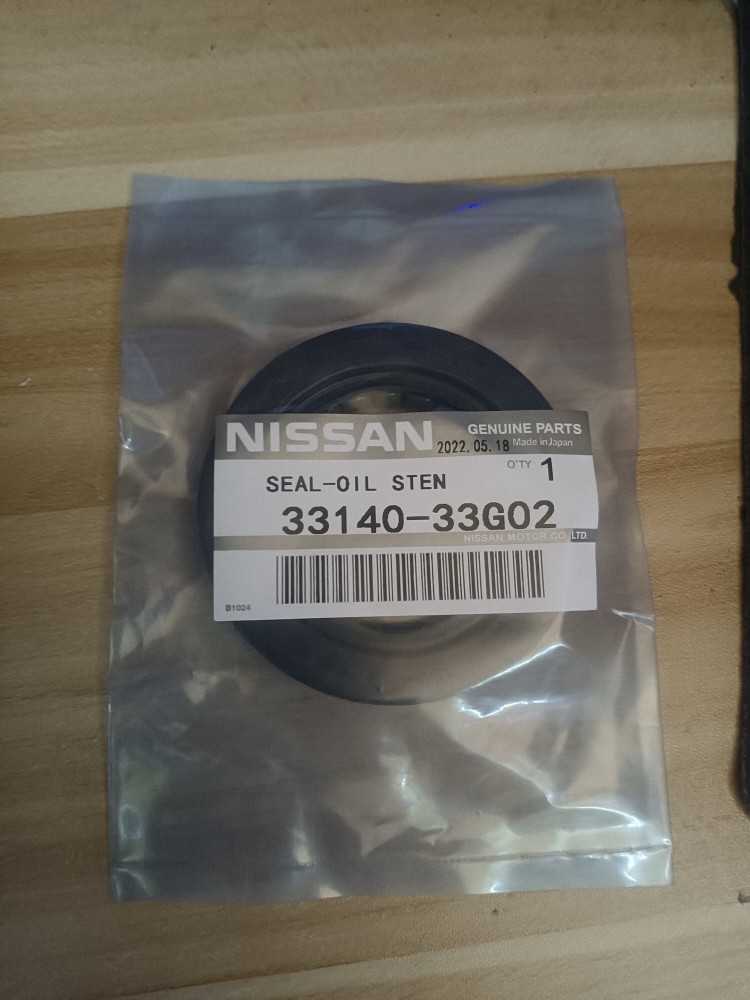 NISSAN GENUINE PARTS
2022.05.18 Made in Japan
Q'TY 1
SEAL-OIL STEN
33140-33G02
NISSAN MOTOR CO.,LTD.
B1024